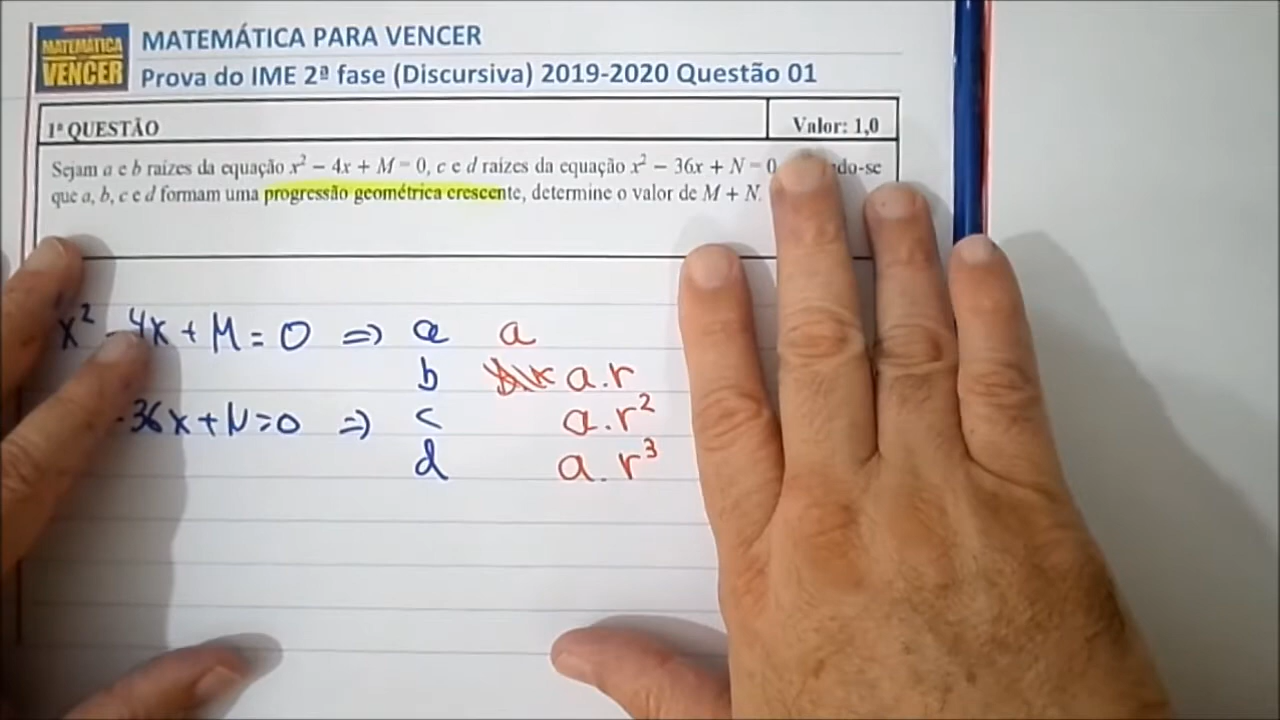 MATEMÁTICA VENCER
MATEMÁTICA PARA VENCER
Prova do IME 2ª fase (Discursiva) 2019-2020 Questão 01
1ª QUESTÃO
Valor: 1,0
Sejam a e b raízes da equação x² − 4x + M = 0, c e d raízes da equação x² − 36x + N = 0 do-se
que a, b, c e d formam uma progressão geométrica crescente, determine o valor de M + N.
x² - 4x + M = 0 => a a
b a.r
-36x + N = 0 => c a.r²
d a.r³